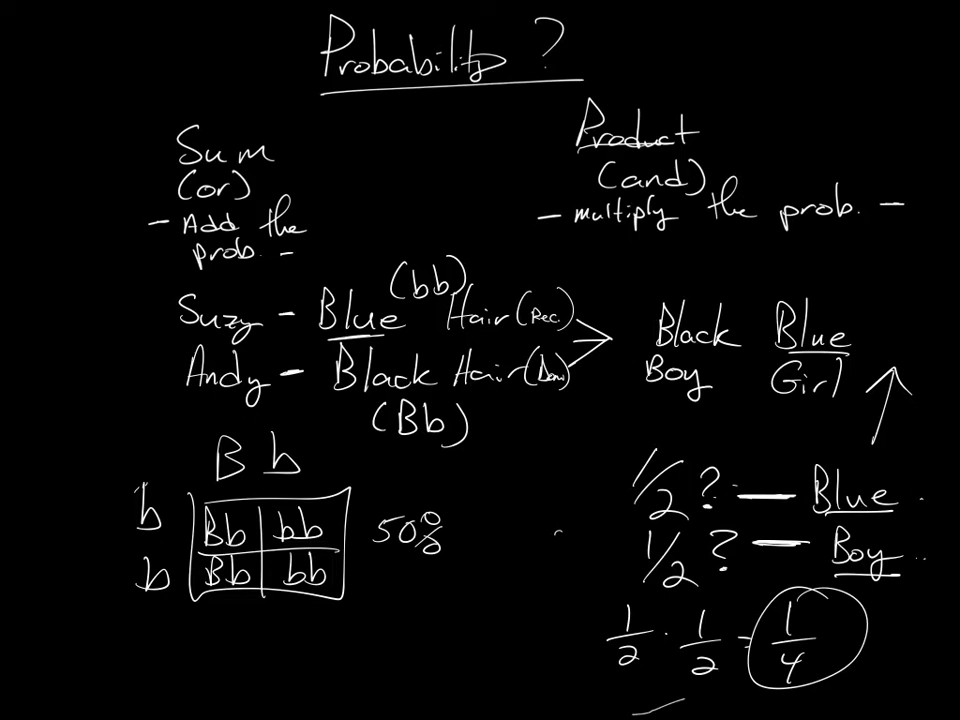 Probability ?
Sum
(or)
- Add the
prob. -
Product
(and)
- multiply the prob. -
Suzy - Blue (bb) Hair (Rec.)
Andy - Black Hair (Dom)
(Bb)
Black Blue
Boy Girl
B b
b Bb bb
b Bb bb
50%
1/2 ? — Blue
1/2 ? — Boy
1/2 · 1/2 = 1/4